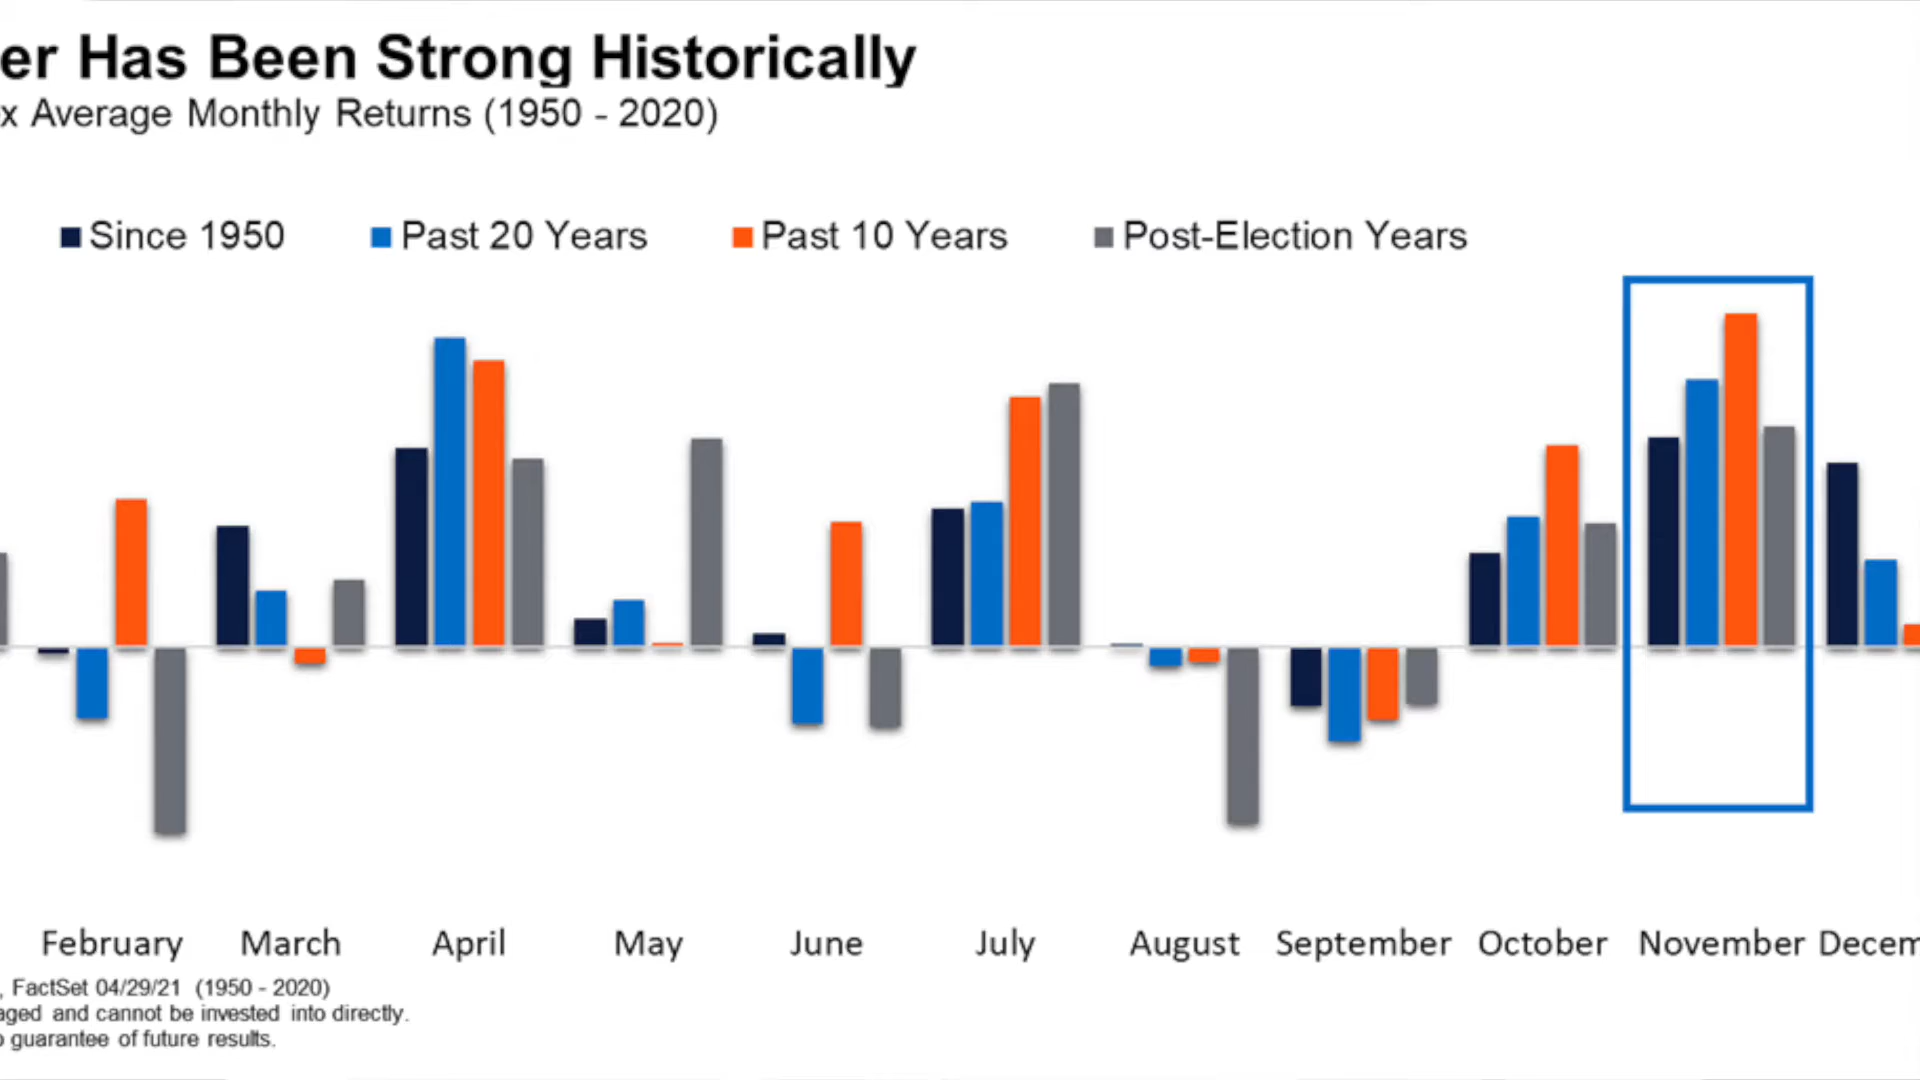 er Has Been Strong Historically
x Average Monthly Returns (1950 - 2020)
Since 1950 Past 20 Years Past 10 Years Post-Election Years
February March April May June July August September October November Decem
, FactSet 04/29/21 (1950 - 2020)
aged and cannot be invested into directly.
o guarantee of future results.